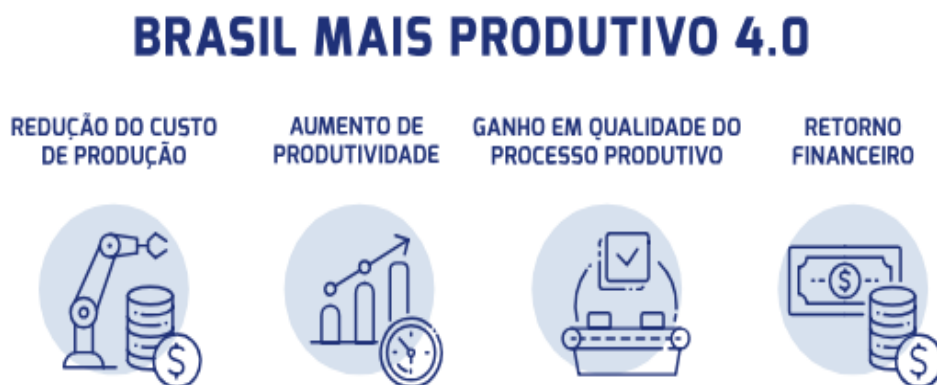 BRASIL MAIS PRODUTIVO 4.0
REDUÇÃO DO CUSTO
DE PRODUÇÃO
AUMENTO DE
PRODUTIVIDADE
GANHO EM QUALIDADE DO
PROCESSO PRODUTIVO
RETORNO
FINANCEIRO
$
$
$